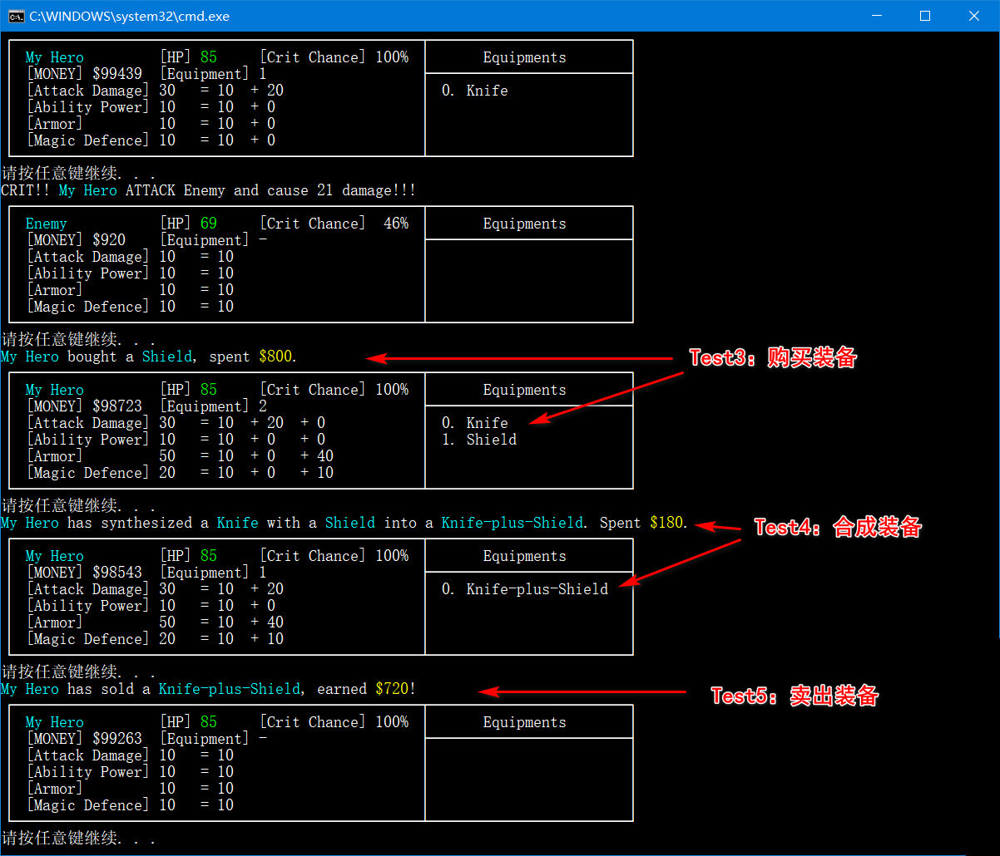 C:\WINDOWS\system32\cmd.exe
My Hero [HP] 85 [Crit Chance] 100% Equipments
[MONEY] $99439 [Equipment] 1
[Attack Damage] 30 = 10 + 20 0. Knife
[Ability Power] 10 = 10 + 0
[Armor] 10 = 10 + 0
[Magic Defence] 10 = 10 + 0
请按任意键继续. . .
CRIT!! My Hero ATTACK Enemy and cause 21 damage!!!
Enemy [HP] 69 [Crit Chance] 46% Equipments
[MONEY] $920 [Equipment] -
[Attack Damage] 10 = 10
[Ability Power] 10 = 10
[Armor] 10 = 10
[Magic Defence] 10 = 10
请按任意键继续. . .
My Hero bought a Shield, spent $800. Test3：购买装备
My Hero [HP] 85 [Crit Chance] 100% Equipments
[MONEY] $98723 [Equipment] 2
[Attack Damage] 30 = 10 + 20 + 0 0. Knife
[Ability Power] 10 = 10 + 0 + 0 1. Shield
[Armor] 50 = 10 + 0 + 40
[Magic Defence] 20 = 10 + 0 + 10
请按任意键继续. . .
My Hero has synthesized a Knife with a Shield into a Knife-plus-Shield. Spent $180. Test4：合成装备
My Hero [HP] 85 [Crit Chance] 100% Equipments
[MONEY] $98543 [Equipment] 1
[Attack Damage] 30 = 10 + 20 0. Knife-plus-Shield
[Ability Power] 10 = 10 + 0
[Armor] 50 = 10 + 40
[Magic Defence] 20 = 10 + 10
请按任意键继续. . .
My Hero has sold a Knife-plus-Shield, earned $720! Test5：卖出装备
My Hero [HP] 85 [Crit Chance] 100% Equipments
[MONEY] $99263 [Equipment] -
[Attack Damage] 10 = 10
[Ability Power] 10 = 10
[Armor] 10 = 10
[Magic Defence] 10 = 10
请按任意键继续. . .